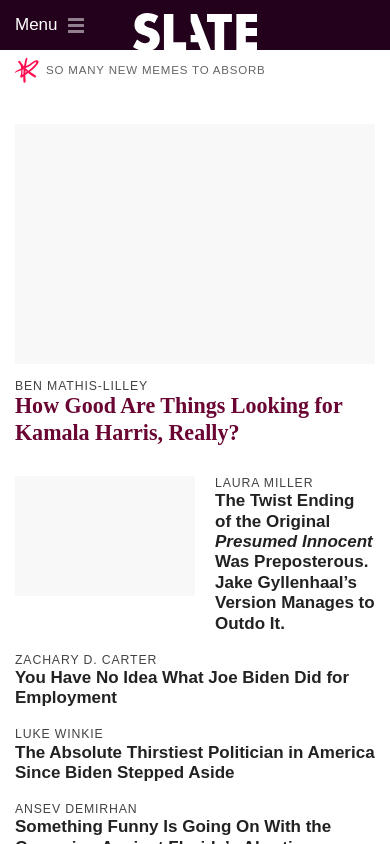 Menu
SLATE
SO MANY NEW MEMES TO ABSORB
BEN MATHIS-LILLEY
How Good Are Things Looking for
Kamala Harris, Really?
LAURA MILLER
The Twist Ending
of the Original
Presumed Innocent
Was Preposterous.
Jake Gyllenhaal’s
Version Manages to
Outdo It.
ZACHARY D. CARTER
You Have No Idea What Joe Biden Did for
Employment
LUKE WINKIE
The Absolute Thirstiest Politician in America
Since Biden Stepped Aside
ANSEV DEMIRHAN
Something Funny Is Going On With the